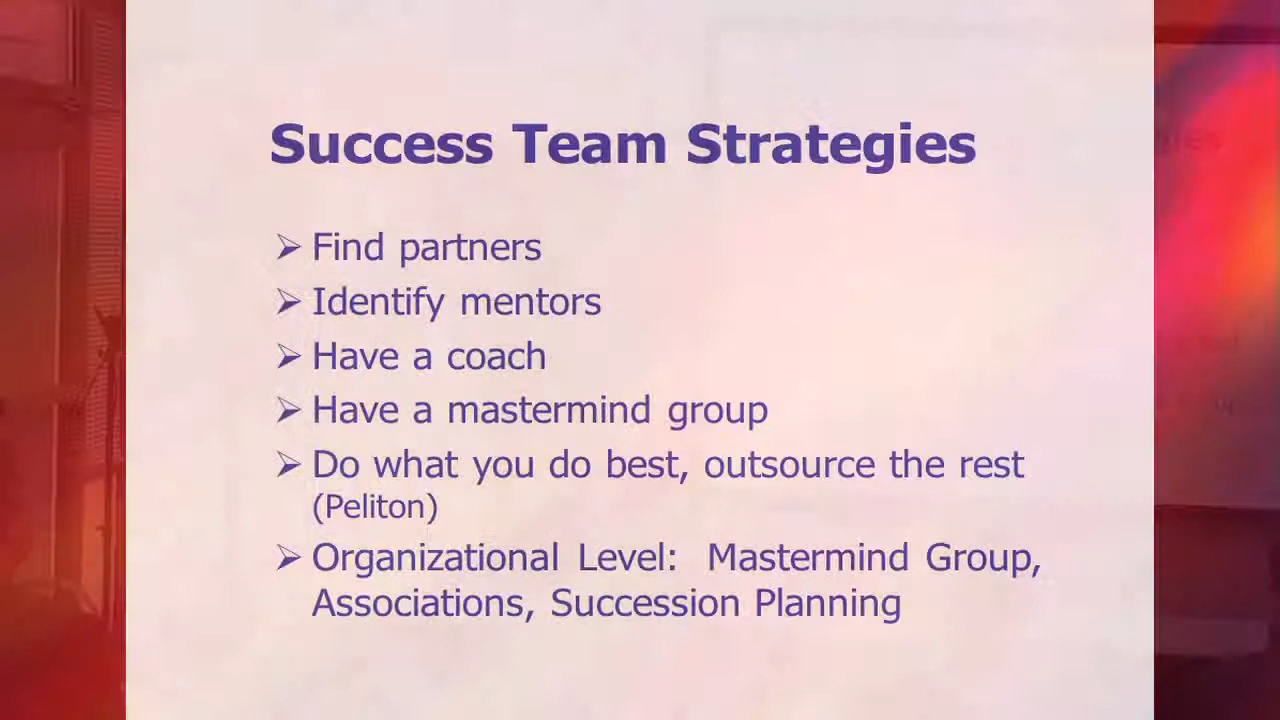 Success Team Strategies
➢ Find partners
➢ Identify mentors
➢ Have a coach
➢ Have a mastermind group
➢ Do what you do best, outsource the rest
(Peliton)
➢ Organizational Level: Mastermind Group,
Associations, Succession Planning